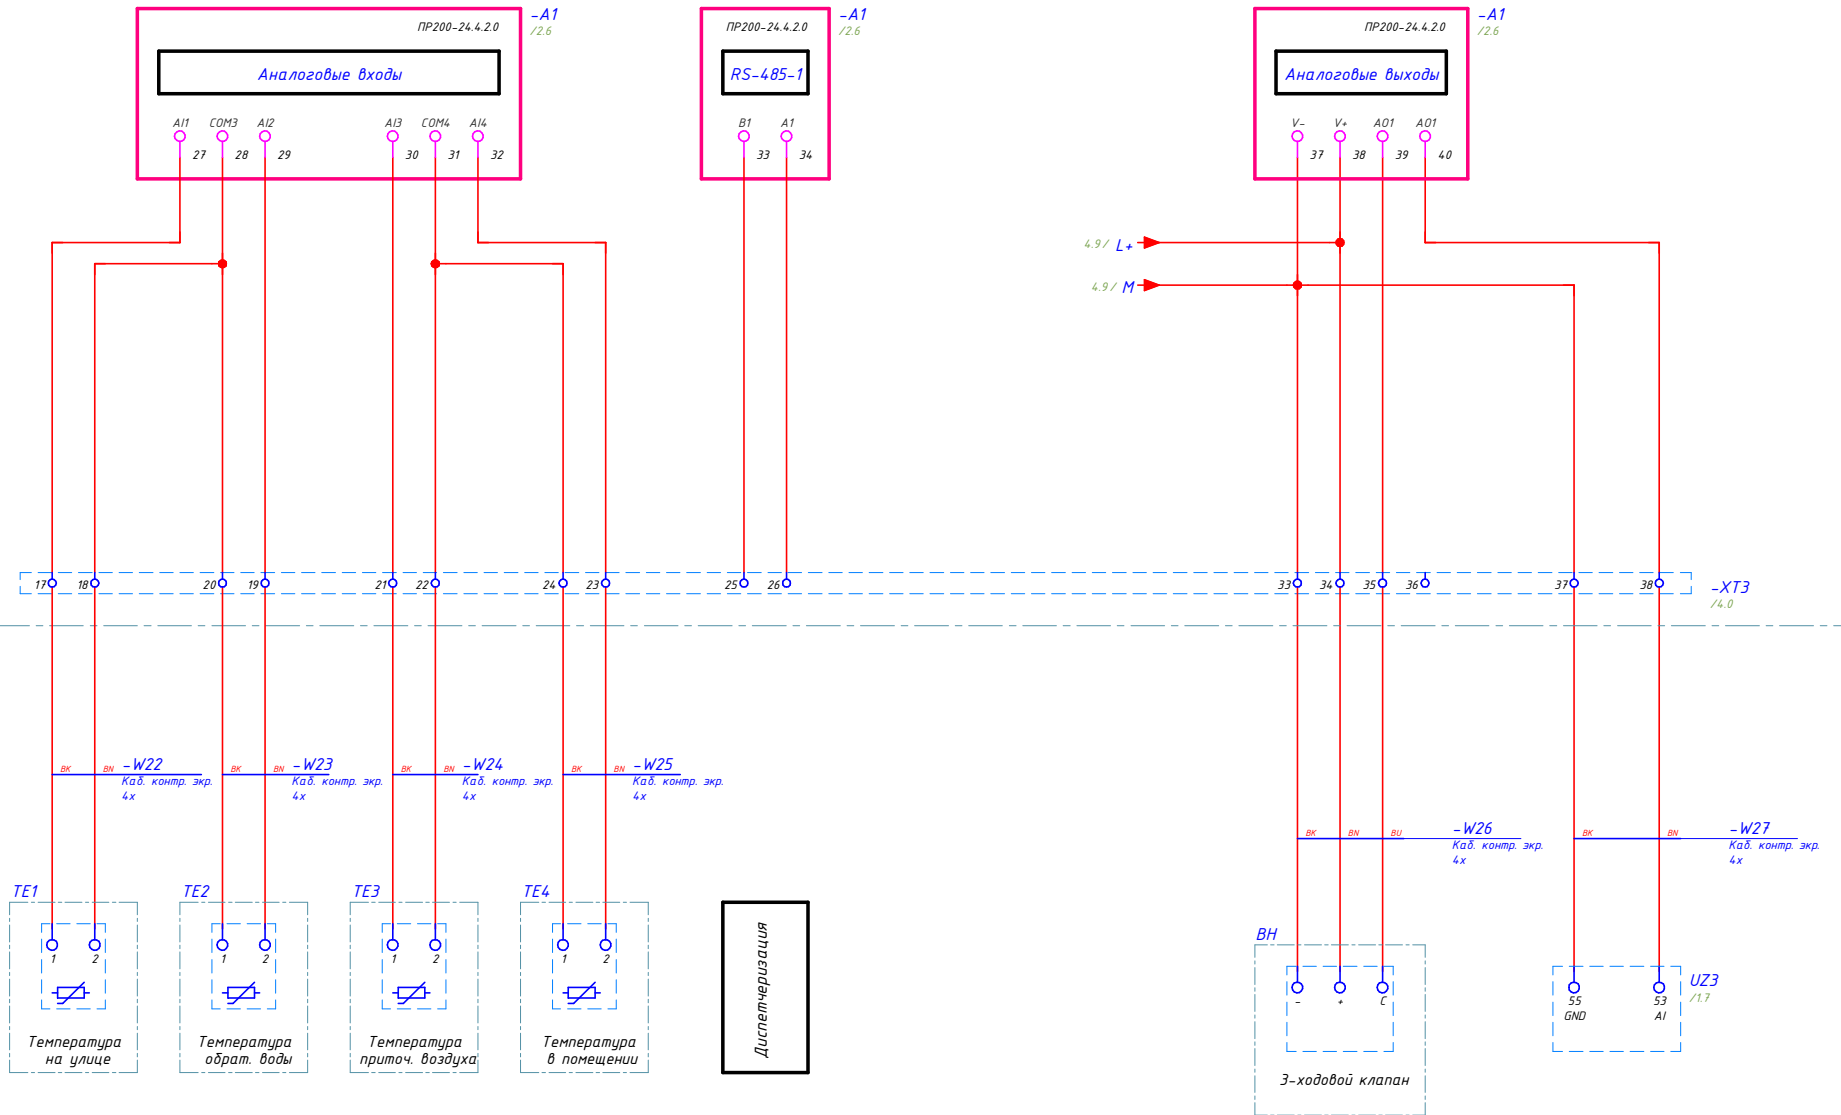 -A1
/2.6
ПР200-24.4.2.0
Аналоговые входы
AI1
COM3
AI2
AI3
COM4
AI4
27
28
29
30
31
32
-A1
/2.6
ПР200-24.4.2.0
RS-485-1
B1
A1
33
34
-A1
/2.6
ПР200-24.4.2.0
Аналоговые выходы
V-
V+
AO1
AO1
37
38
39
40
4.9/ L+
4.9/ M
17
18
20
19
21
22
24
23
25
26
33
34
35
36
37
38
-XT3
/4.0
BK
BN
-W22
Каб. контр. экр.
4x
BK
BN
-W23
Каб. контр. экр.
4x
BK
BN
-W24
Каб. контр. экр.
4x
BK
BN
-W25
Каб. контр. экр.
4x
BK
BN
BU
-W26
Каб. контр. экр.
4x
BK
BN
-W27
Каб. контр. экр.
4x
TE1
1
2
Температура
на улице
TE2
1
2
Температура
обрат. воды
TE3
1
2
Температура
приточ. воздуха
TE4
1
2
Температура
в помещении
Диспетчеризация
BH
-
+
C
3-ходовой клапан
UZ3
/1.7
55
GND
53
AI